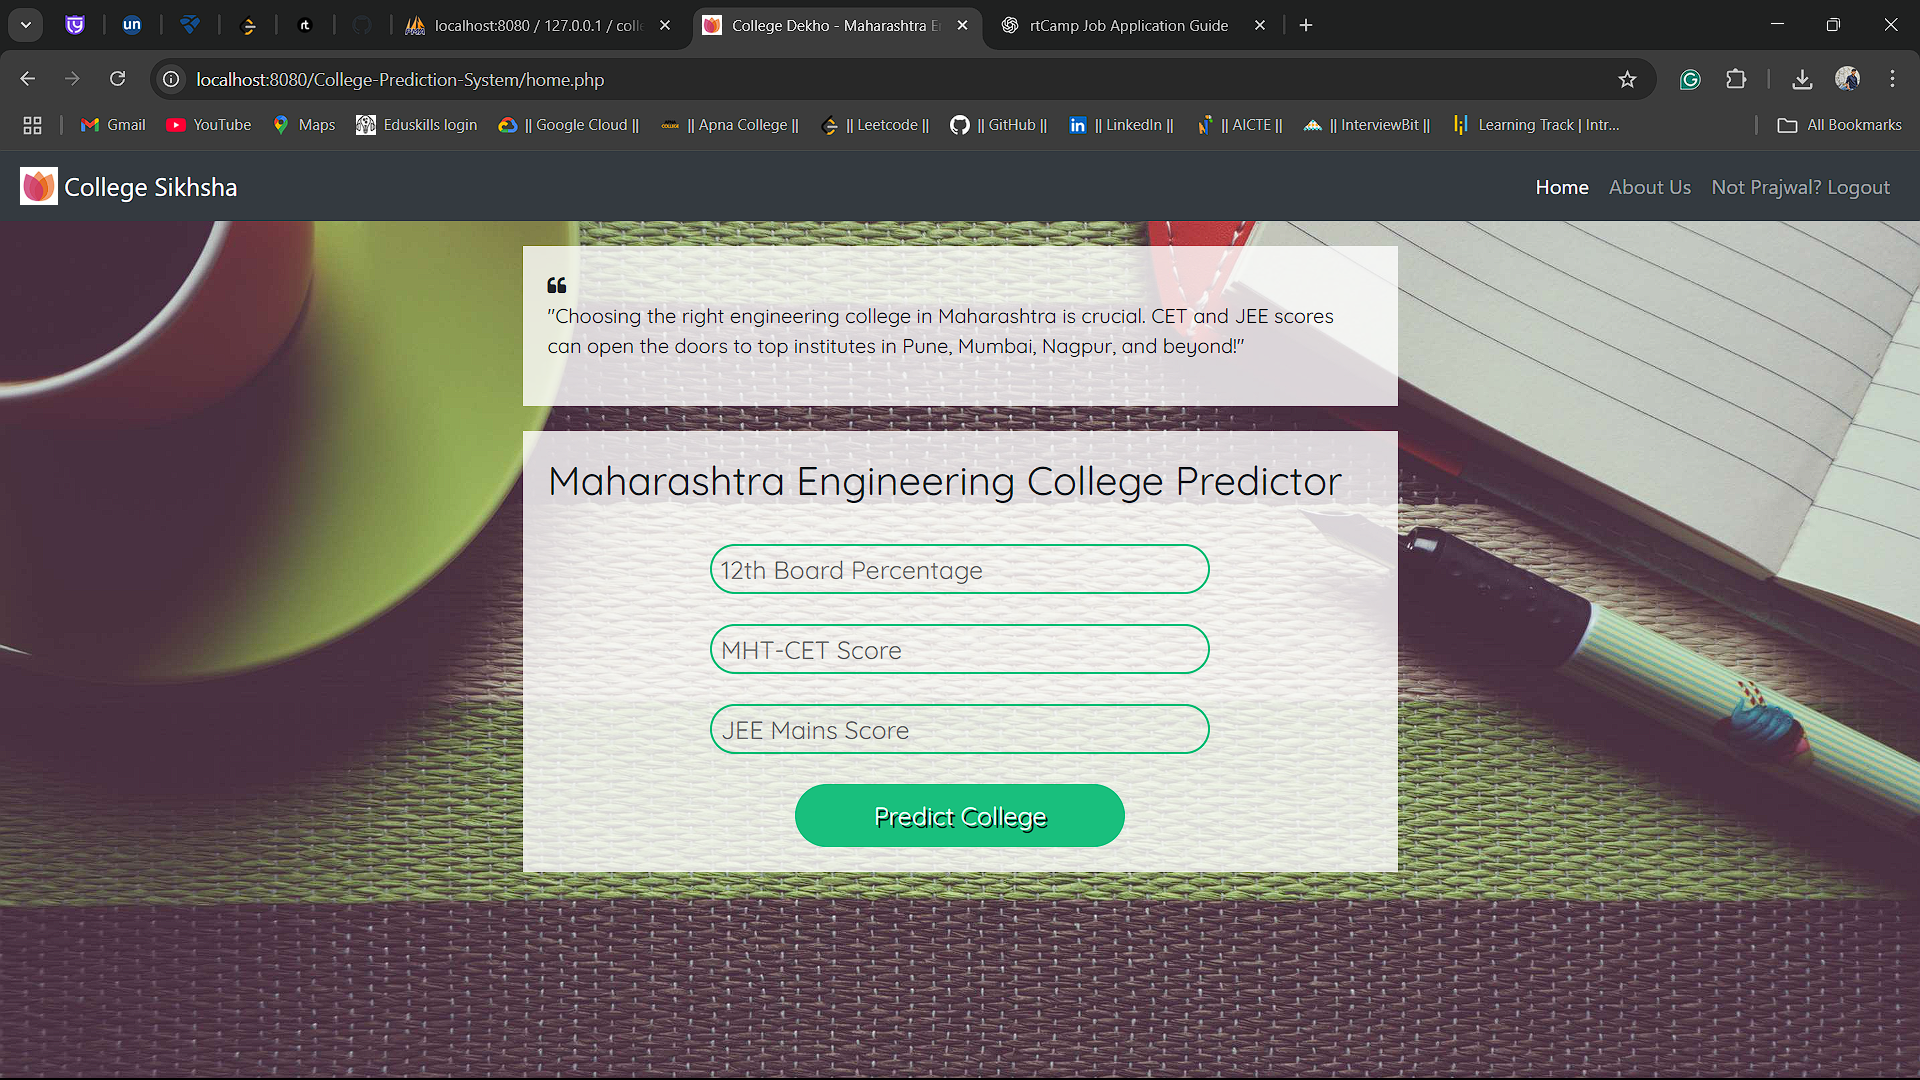 un
rt
localhost:8080 / 127.0.0.1 / coll
College Dekho - Maharashtra E
rtCamp Job Application Guide
localhost:8080/College-Prediction-System/home.php
Gmail
YouTube
Maps
Eduskills login
|| Google Cloud ||
|| Apna College ||
|| Leetcode ||
|| GitHub ||
|| LinkedIn ||
|| AICTE ||
|| InterviewBit ||
Learning Track | Intr...
All Bookmarks
College Sikhsha
Home
About Us
Not Prajwal? Logout
"Choosing the right engineering college in Maharashtra is crucial. CET and JEE scores
can open the doors to top institutes in Pune, Mumbai, Nagpur, and beyond!"
Maharashtra Engineering College Predictor
12th Board Percentage
MHT-CET Score
JEE Mains Score
Predict College